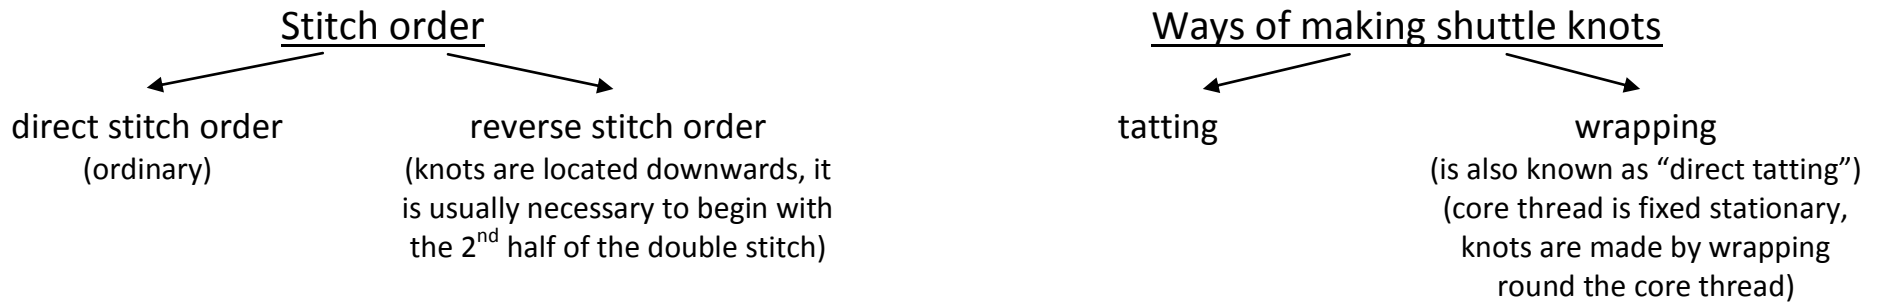 Stitch order
direct stitch order
(ordinary)
reverse stitch order
(knots are located downwards, it
is usually necessary to begin with
the 2nd half of the double stitch)
Ways of making shuttle knots
tatting
wrapping
(is also known as “direct tatting”)
(core thread is fixed stationary,
knots are made by wrapping
round the core thread)